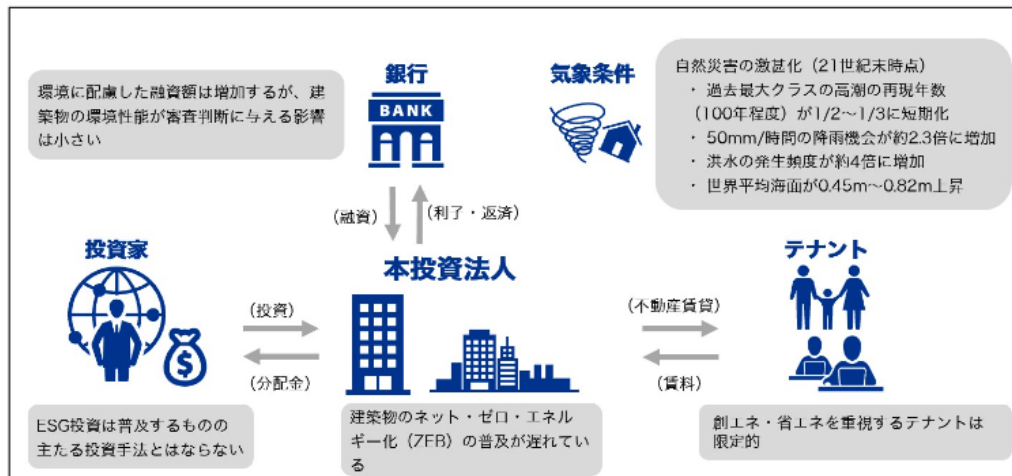 銀行
BANK
環境に配慮した融資額は増加するが、建
築物の環境性能が審査判断に与える影響
は小さい
気象条件
自然災害の激甚化（21世紀末時点）
・ 過去最大クラスの高潮の再現年数
（100年程度）が1/2～1/3に短期化
・ 50mm/時間の降雨機会が約2.3倍に増加
・ 洪水の発生頻度が約4倍に増加
・ 世界平均海面が0.45m～0.82m上昇
（融資）
（利了・返済）
投資家
本投資法人
テナント
（投資）
（分配金）
（不動産賃貸）
（賃料）
$
ESG投資は普及するものの
主たる投資手法とはならない
建築物のネット・ゼロ・エネル
ギー化（ZEB）の普及が遅れてい
る
創エネ・省エネを重視するテナントは
限定的